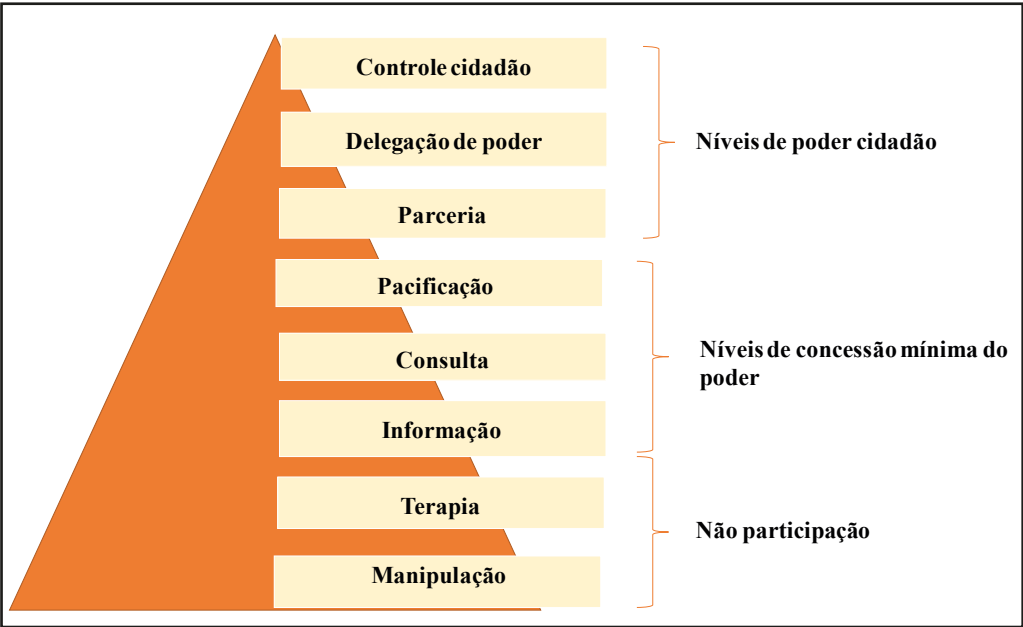 Controle cidadão
Delegação de poder
Níveis de poder cidadão
Parceria
Pacificação
Consulta
Níveis de concessão mínima do
poder
Informação
Terapia
Não participação
Manipulação